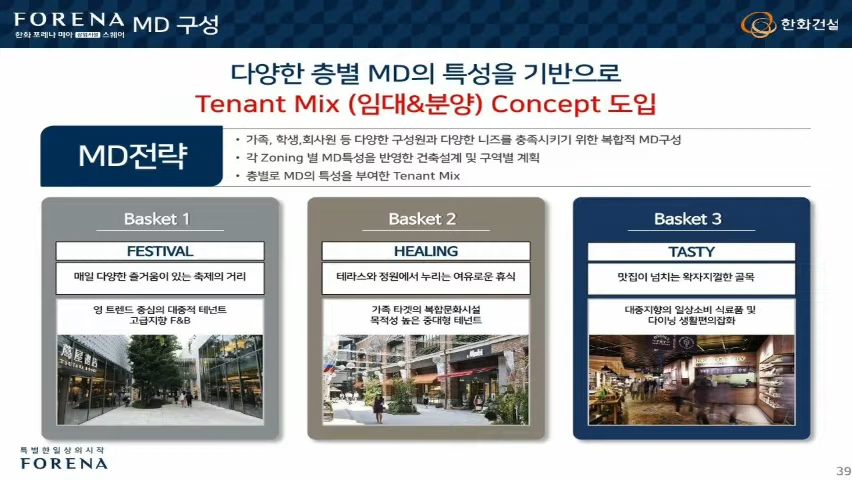 FORENA MD 구성
한화 포레나 미아 상업시설 스퀘어
한화건설
다양한 층별 MD의 특성을 기반으로
Tenant Mix (임대&분양) Concept 도입
MD전략
• 가족, 학생,회사원 등 다양한 구성원과 다양한 니즈를 충족시키기 위한 복합적 MD구성
• 각 Zoning 별 MD특성을 반영한 건축설계 및 구역별 계획
• 층별로 MD의 특성을 부여한 Tenant Mix
Basket 1
FESTIVAL
매일 다양한 즐거움이 있는 축제의 거리
영 트렌드 중심의 대중적 테넌트
고급지향 F&B
蔦屋書店
Basket 2
HEALING
테라스와 정원에서 누리는 여유로운 휴식
가족 타겟의 복합문화시설
목적성 높은 중대형 테넌트
Basket 3
TASTY
맛집이 넘치는 왁자지껄한 골목
대중지향의 일상소비 식료품 및
다이닝 생활편의잡화
특별한일상의시작
FORENA
39